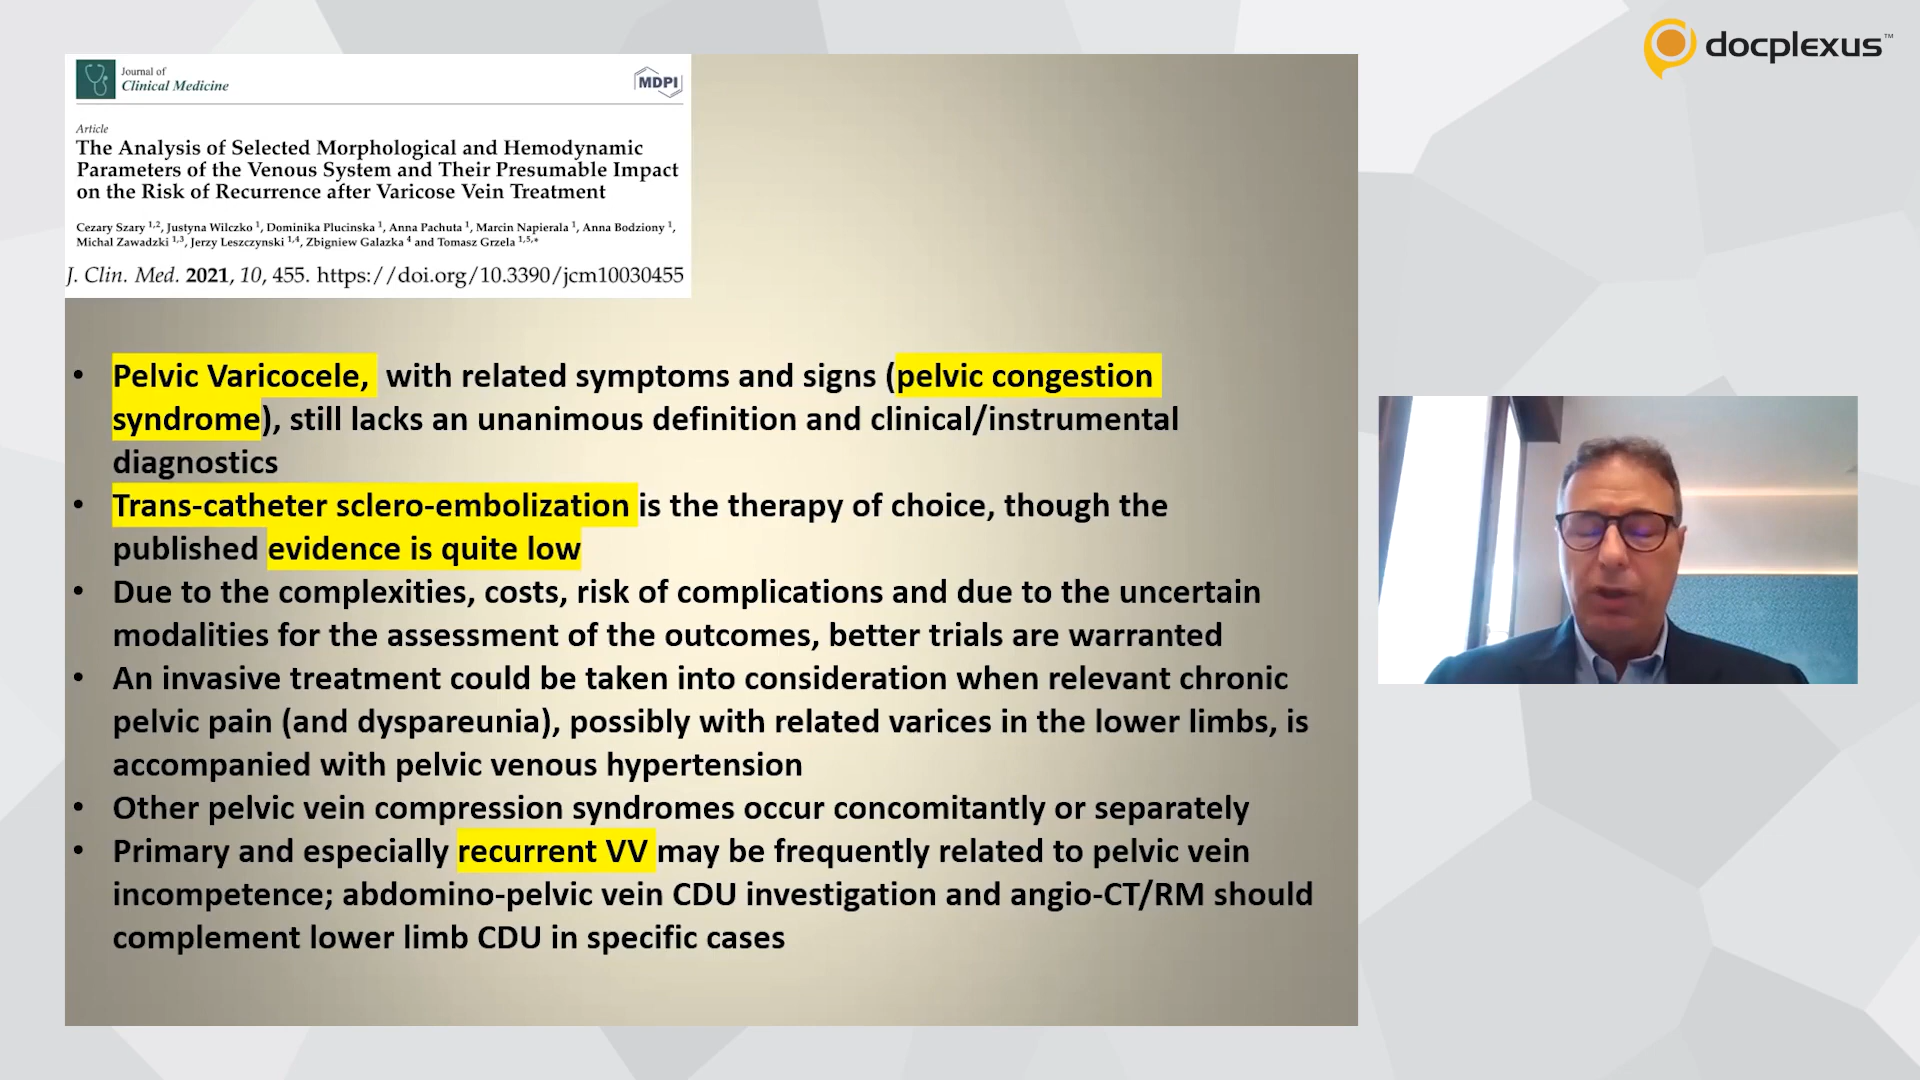 docplexus™
Journal of
Clinical Medicine
MDPI
Article
The Analysis of Selected Morphological and Hemodynamic
Parameters of the Venous System and Their Presumable Impact
on the Risk of Recurrence after Varicose Vein Treatment
Cezary Szary 1,2, Justyna Wilczko 1, Dominika Plucinska 1, Anna Pachuta 1, Marcin Napierala 1, Anna Bodziony 1,
Michal Zawadzki 1,3, Jerzy Leszczynski 1,4, Zbigniew Galazka 4 and Tomasz Grzela 1,5,*
J. Clin. Med. 2021, 10, 455. https://doi.org/10.3390/jcm10030455
• Pelvic Varicocele, with related symptoms and signs (pelvic congestion
syndrome), still lacks an unanimous definition and clinical/instrumental
diagnostics
• Trans-catheter sclero-embolization is the therapy of choice, though the
published evidence is quite low
• Due to the complexities, costs, risk of complications and due to the uncertain
modalities for the assessment of the outcomes, better trials are warranted
• An invasive treatment could be taken into consideration when relevant chronic
pelvic pain (and dyspareunia), possibly with related varices in the lower limbs, is
accompanied with pelvic venous hypertension
• Other pelvic vein compression syndromes occur concomitantly or separately
• Primary and especially recurrent VV may be frequently related to pelvic vein
incompetence; abdomino-pelvic vein CDU investigation and angio-CT/RM should
complement lower limb CDU in specific cases